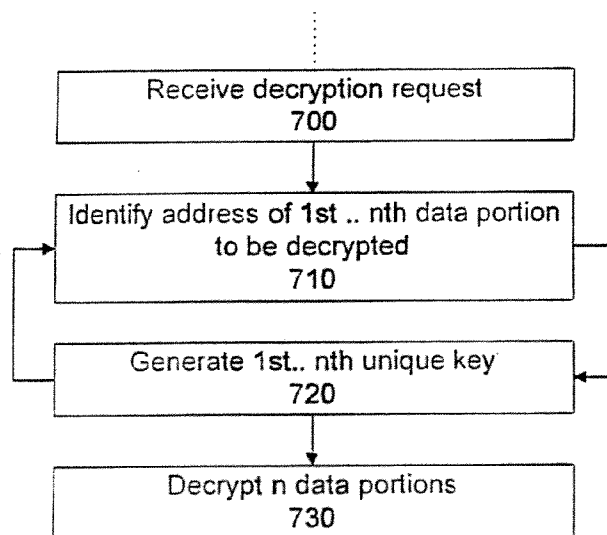 Receive decryption request
700
Identify address of 1st .. nth data portion
to be decrypted
710
Generate 1st.. nth unique key
720
Decrypt n data portions
730